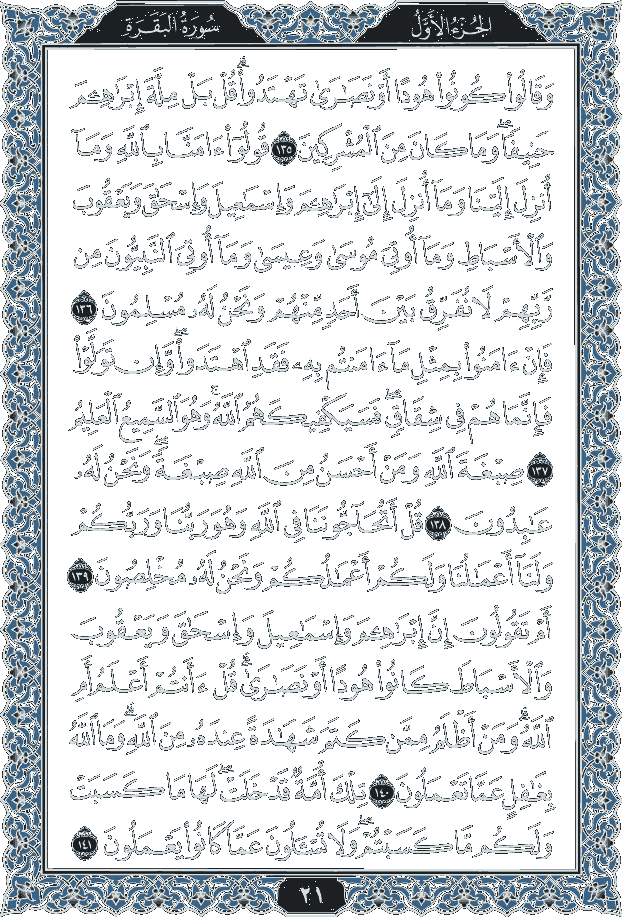 الجُزْءُ الأَوَّلُ
سُورَةُ البَقَرَةِ
وَقَالُوا۟ كُونُوا۟ هُودًا أَوْ نَصَٰرَىٰ تَهْتَدُوا۟ۗ قُلْ بَلْ مِلَّةَ إِبْرَٰهِـۧمَ
حَنِيفًاۖ وَمَا كَانَ مِنَ ٱلْمُشْرِكِينَ ١٣٥ قُولُوٓا۟ ءَامَنَّا بِٱللَّهِ وَمَآ
أُنزِلَ إِلَيْنَا وَمَآ أُنزِلَ إِلَىٰٓ إِبْرَٰهِـۧمَ وَإِسْمَٰعِيلَ وَإِسْحَٰقَ وَيَعْقُوبَ
وَٱلْأَسْبَاطِ وَمَآ أُوتِىَ مُوسَىٰ وَعِيسَىٰ وَمَآ أُوتِىَ ٱلنَّبِيُّونَ مِن
رَّبِّهِمْ لَا نُفَرِّقُ بَيْنَ أَحَدٍ مِّنْهُمْ وَنَحْنُ لَهُۥ مُسْلِمُونَ ١٣٦
فَإِنْ ءَامَنُوا۟ بِمِثْلِ مَآ ءَامَنتُم بِهِۦ فَقَدِ ٱهْتَدَوا۟ۖ وَّإِن تَوَلَّوْا۟
فَإِنَّمَا هُمْ فِى شِقَاقٍۖ فَسَيَكْفِيكَهُمُ ٱللَّهُۚ وَهُوَ ٱلسَّمِيعُ ٱلْعَلِيمُ
١٣٧ صِبْغَةَ ٱللَّهِ وَمَنْ أَحْسَنُ مِنَ ٱللَّهِ صِبْغَةًۖ وَنَحْنُ لَهُۥ
عَٰبِدُونَ ١٣٨ قُلْ أَتُحَآجُّونَنَا فِى ٱللَّهِ وَهُوَ رَبُّنَا وَرَبُّكُمْ
وَلَنَآ أَعْمَٰلُنَا وَلَكُمْ أَعْمَٰلُكُمْ وَنَحْنُ لَهُۥ مُخْلِصُونَ ١٣٩
أَمْ تَقُولُونَ إِنَّ إِبْرَٰهِـۧمَ وَإِسْمَٰعِيلَ وَإِسْحَٰقَ وَيَعْقُوبَ
وَٱلْأَسْبَاطَ كَانُوا۟ هُودًا أَوْ نَصَٰرَىٰۗ قُلْ ءَأَنتُمْ أَعْلَمُ أَمِ
ٱللَّهُۗ وَمَنْ أَظْلَمُ مِمَّن كَتَمَ شَهَٰدَةً عِندَهُۥ مِنَ ٱللَّهِۗ وَمَا ٱللَّهُ
بِغَٰفِلٍ عَمَّا تَعْمَلُونَ ١٤٠ تِلْكَ أُمَّةٌ قَدْ خَلَتْۖ لَهَا مَا كَسَبَتْ
وَلَكُم مَّا كَسَبْتُمْۖ وَلَا تُسْـَٔلُونَ عَمَّا كَانُوا۟ يَعْمَلُونَ ١٤١
٢١